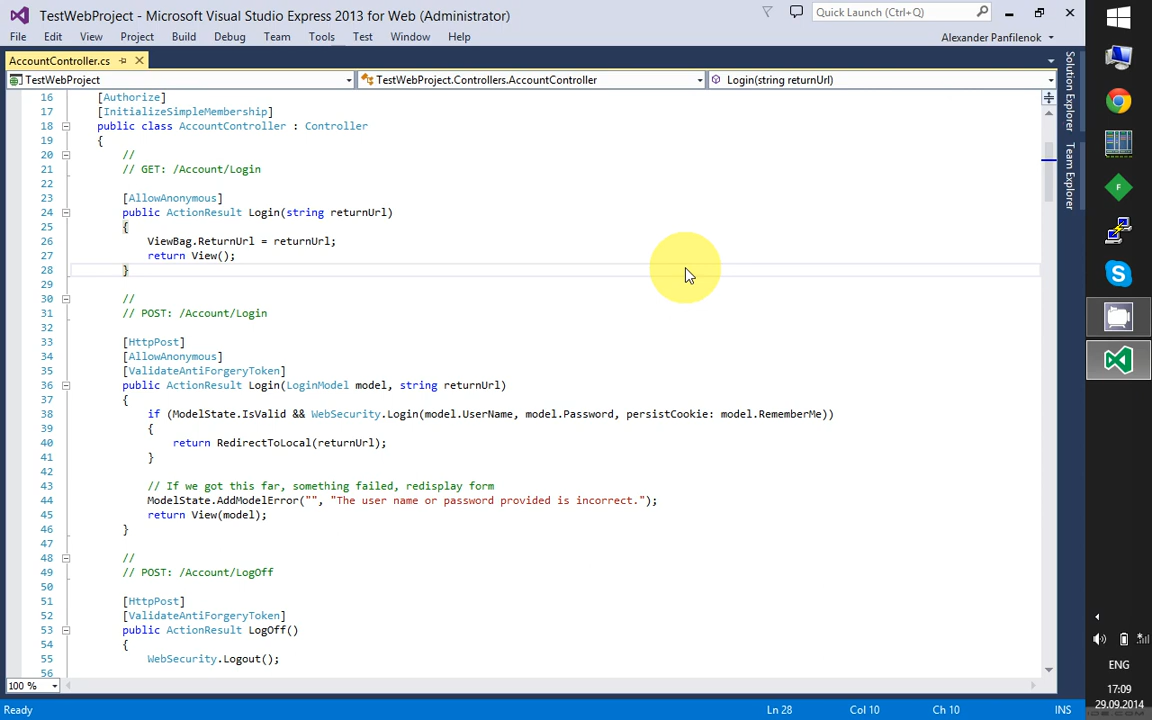 TestWebProject - Microsoft Visual Studio Express 2013 for Web (Administrator)
Quick Launch (Ctrl+Q)
File Edit View Project Build Debug Team Tools Test Window Help
Alexander Panfilenok
AccountController.cs
TestWebProject
TestWebProject.Controllers.AccountController
Login(string returnUrl)
16 [Authorize]
17 [InitializeSimpleMembership]
18 public class AccountController : Controller
19 {
20 //
21 // GET: /Account/Login
22
23 [AllowAnonymous]
24 public ActionResult Login(string returnUrl)
25 {
26 ViewBag.ReturnUrl = returnUrl;
27 return View();
28 }
29
30 //
31 // POST: /Account/Login
32
33 [HttpPost]
34 [AllowAnonymous]
35 [ValidateAntiForgeryToken]
36 public ActionResult Login(LoginModel model, string returnUrl)
37 {
38 if (ModelState.IsValid && WebSecurity.Login(model.UserName, model.Password, persistCookie: model.RememberMe))
39 {
40 return RedirectToLocal(returnUrl);
41 }
42
43 // If we got this far, something failed, redisplay form
44 ModelState.AddModelError("", "The user name or password provided is incorrect.");
45 return View(model);
46 }
47
48 //
49 // POST: /Account/LogOff
50
51 [HttpPost]
52 [ValidateAntiForgeryToken]
53 public ActionResult LogOff()
54 {
55 WebSecurity.Logout();
56
100 %
Ready
Ln 28
Col 10
Ch 10
INS
Solution Explorer
Team Explorer
F
S
ENG
17:09
29.09.2014